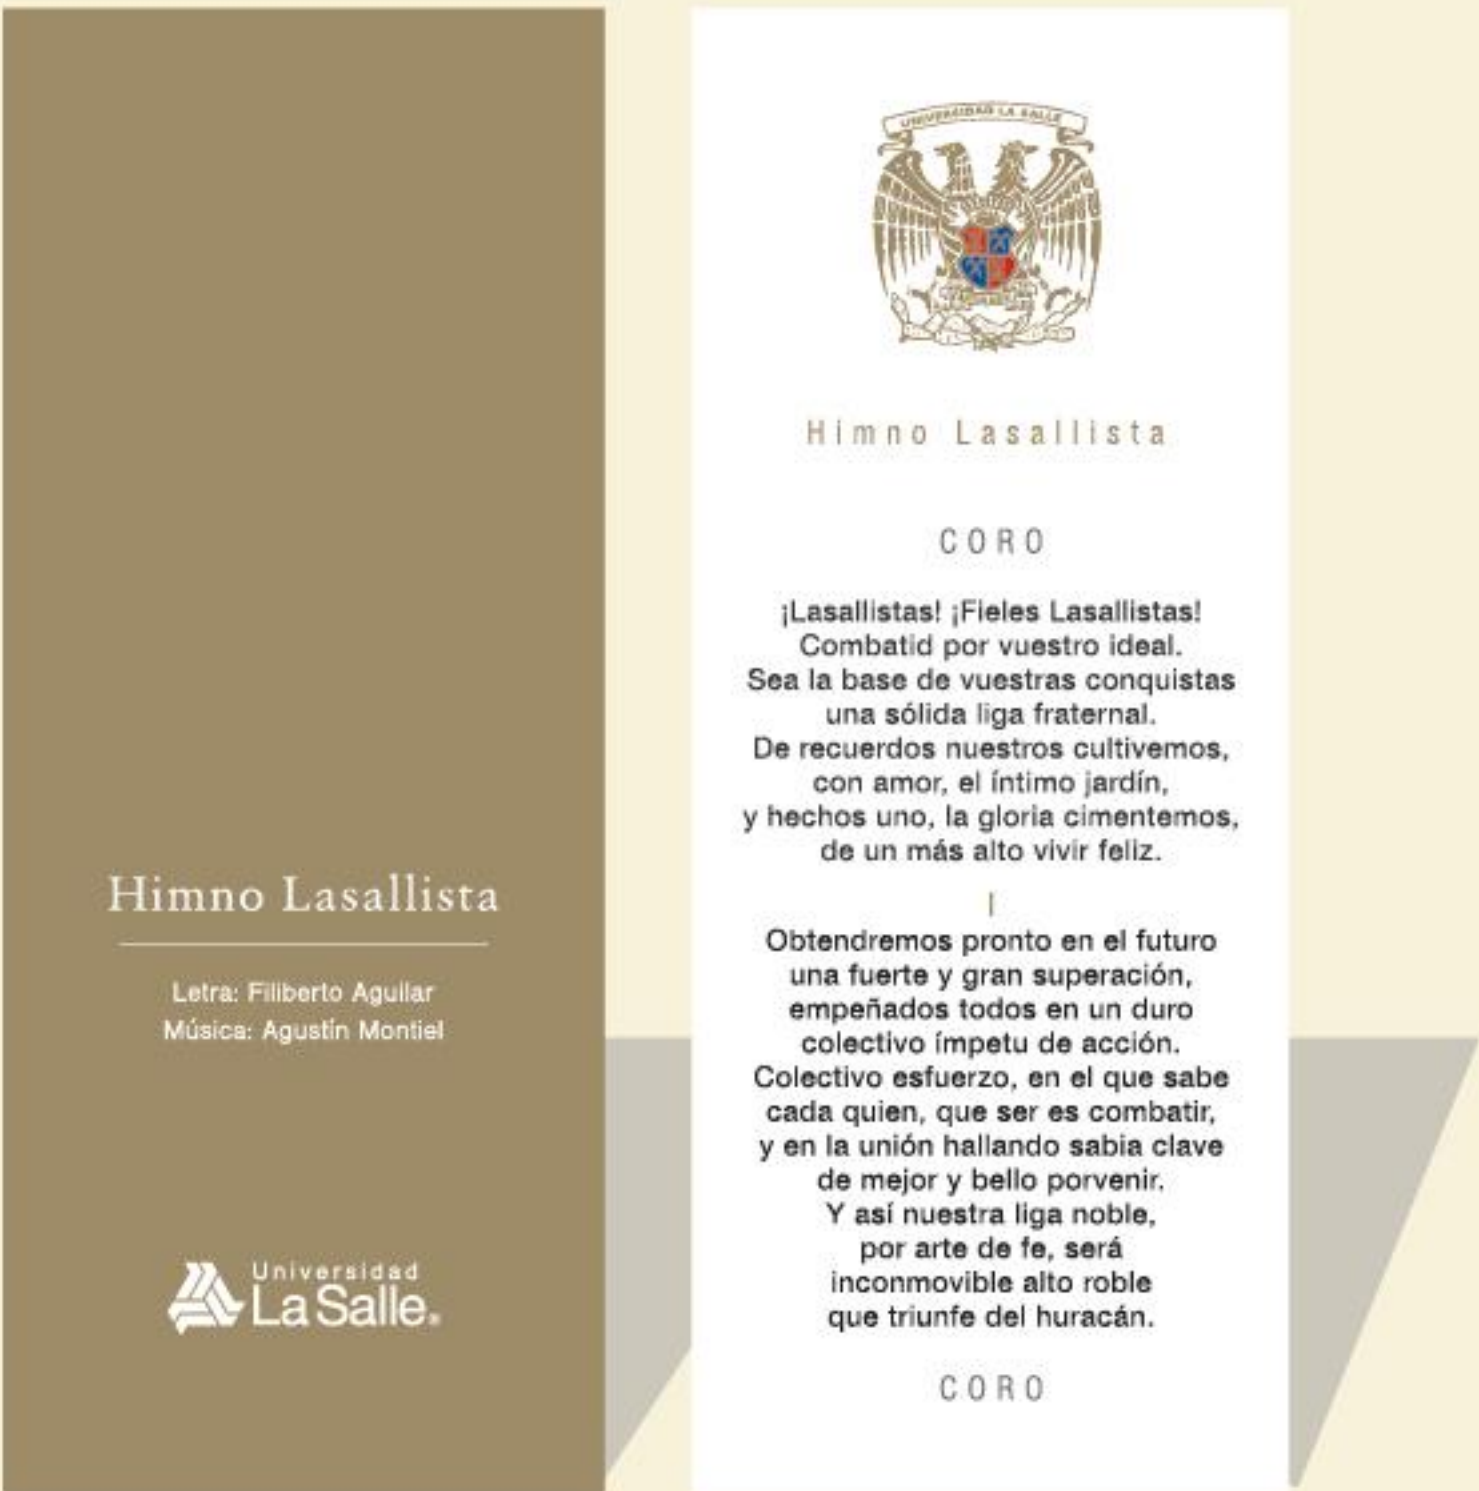 Himno Lasallista
Letra: Filiberto Aguilar
Música: Agustín Montiel
Universidad
La Salle®
UNIVERSIDAD LA SALLE
Himno Lasallista
CORO
¡Lasallistas! ¡Fieles Lasallistas!
Combatid por vuestro ideal.
Sea la base de vuestras conquistas
una sólida liga fraternal.
De recuerdos nuestros cultivemos,
con amor, el íntimo jardín,
y hechos uno, la gloria cimentemos,
de un más alto vivir feliz.
I
Obtendremos pronto en el futuro
una fuerte y gran superación,
empeñados todos en un duro
colectivo ímpetu de acción.
Colectivo esfuerzo, en el que sabe
cada quien, que ser es combatir,
y en la unión hallando sabia clave
de mejor y bello porvenir.
Y así nuestra liga noble,
por arte de fe, será
inconmovible alto roble
que triunfe del huracán.
CORO